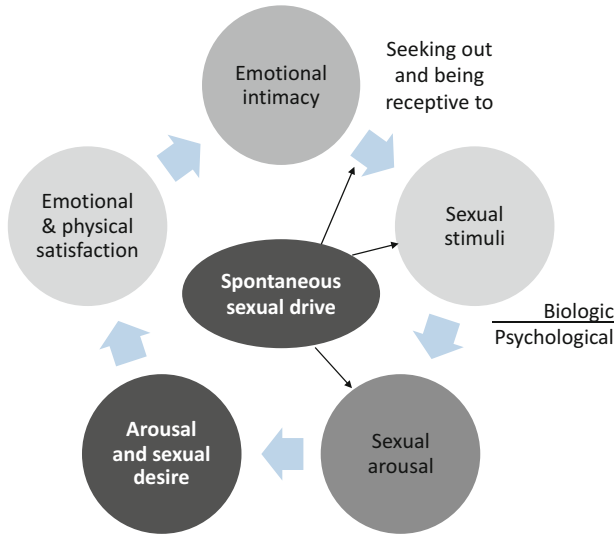 Emotional
intimacy
Seeking out
and being
receptive to
Sexual
stimuli
Biologic
Psychological
Sexual
arousal
Arousal
and sexual
desire
Emotional
& physical
satisfaction
Spontaneous
sexual drive